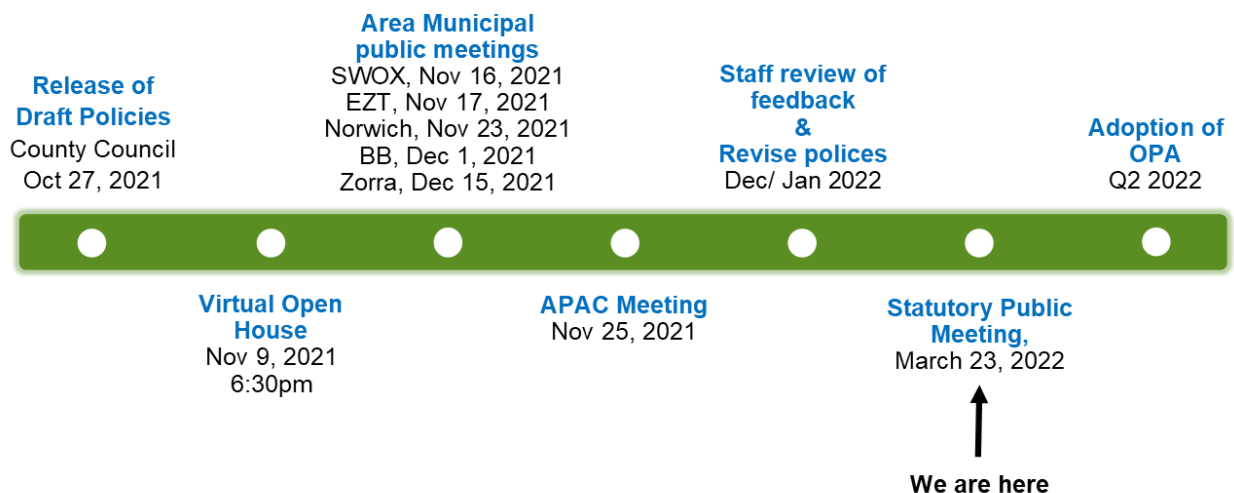 Release of
Draft Policies
County Council
Oct 27, 2021
Virtual Open
House
Nov 9, 2021
6:30pm
Area Municipal
public meetings
SWOX, Nov 16, 2021
EZT, Nov 17, 2021
Norwich, Nov 23, 2021
BB, Dec 1, 2021
Zorra, Dec 15, 2021
APAC Meeting
Nov 25, 2021
Staff review of
feedback
&
Revise polices
Dec/ Jan 2022
Statutory Public
Meeting,
March 23, 2022
We are here
Adoption of
OPA
Q2 2022